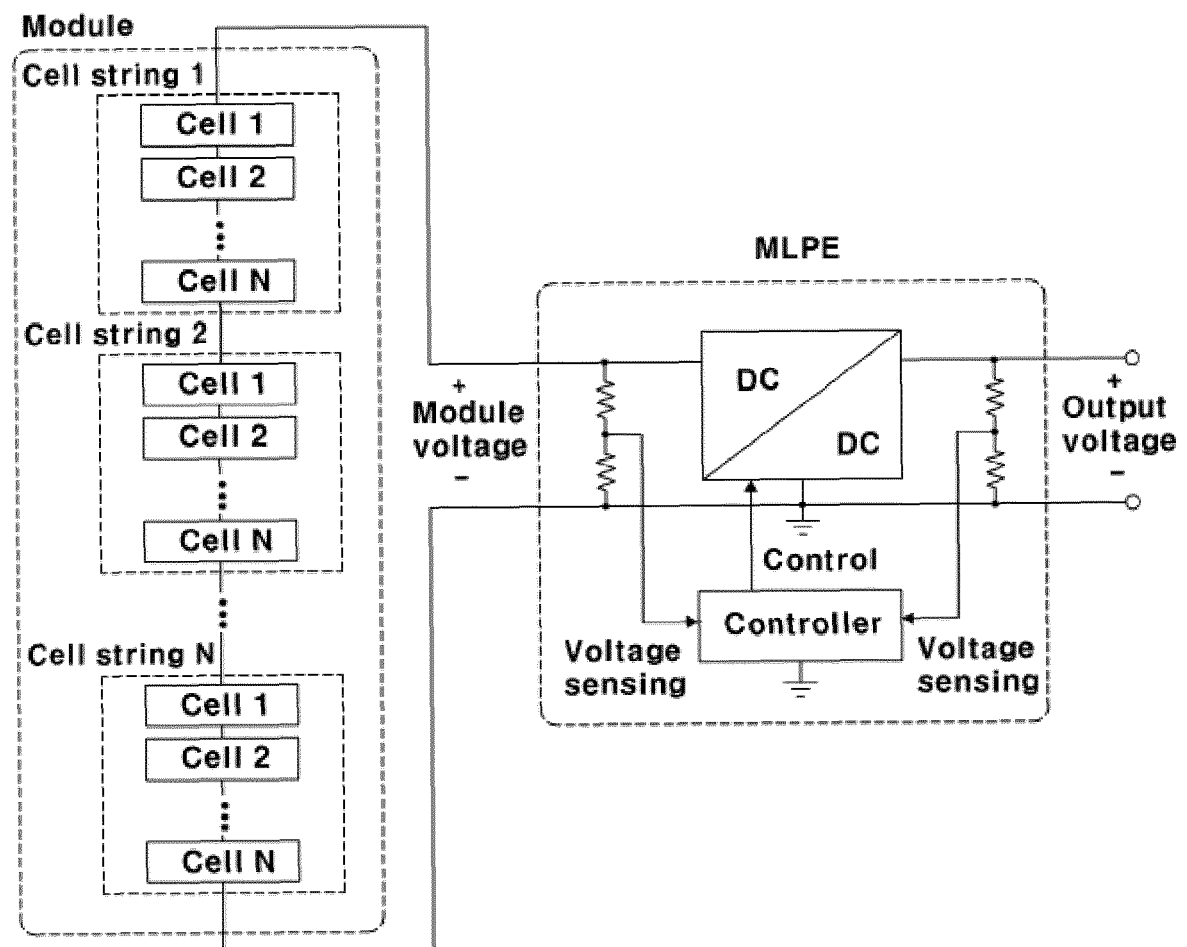 Module
Cell string 1
Cell 1
Cell 2
Cell N
Cell string 2
Cell 1
Cell 2
Cell N
Cell string N
Cell 1
Cell 2
Cell N
+
Module
voltage
−
MLPE
DC
DC
Control
Controller
Voltage
sensing
Voltage
sensing
+
Output
voltage
−